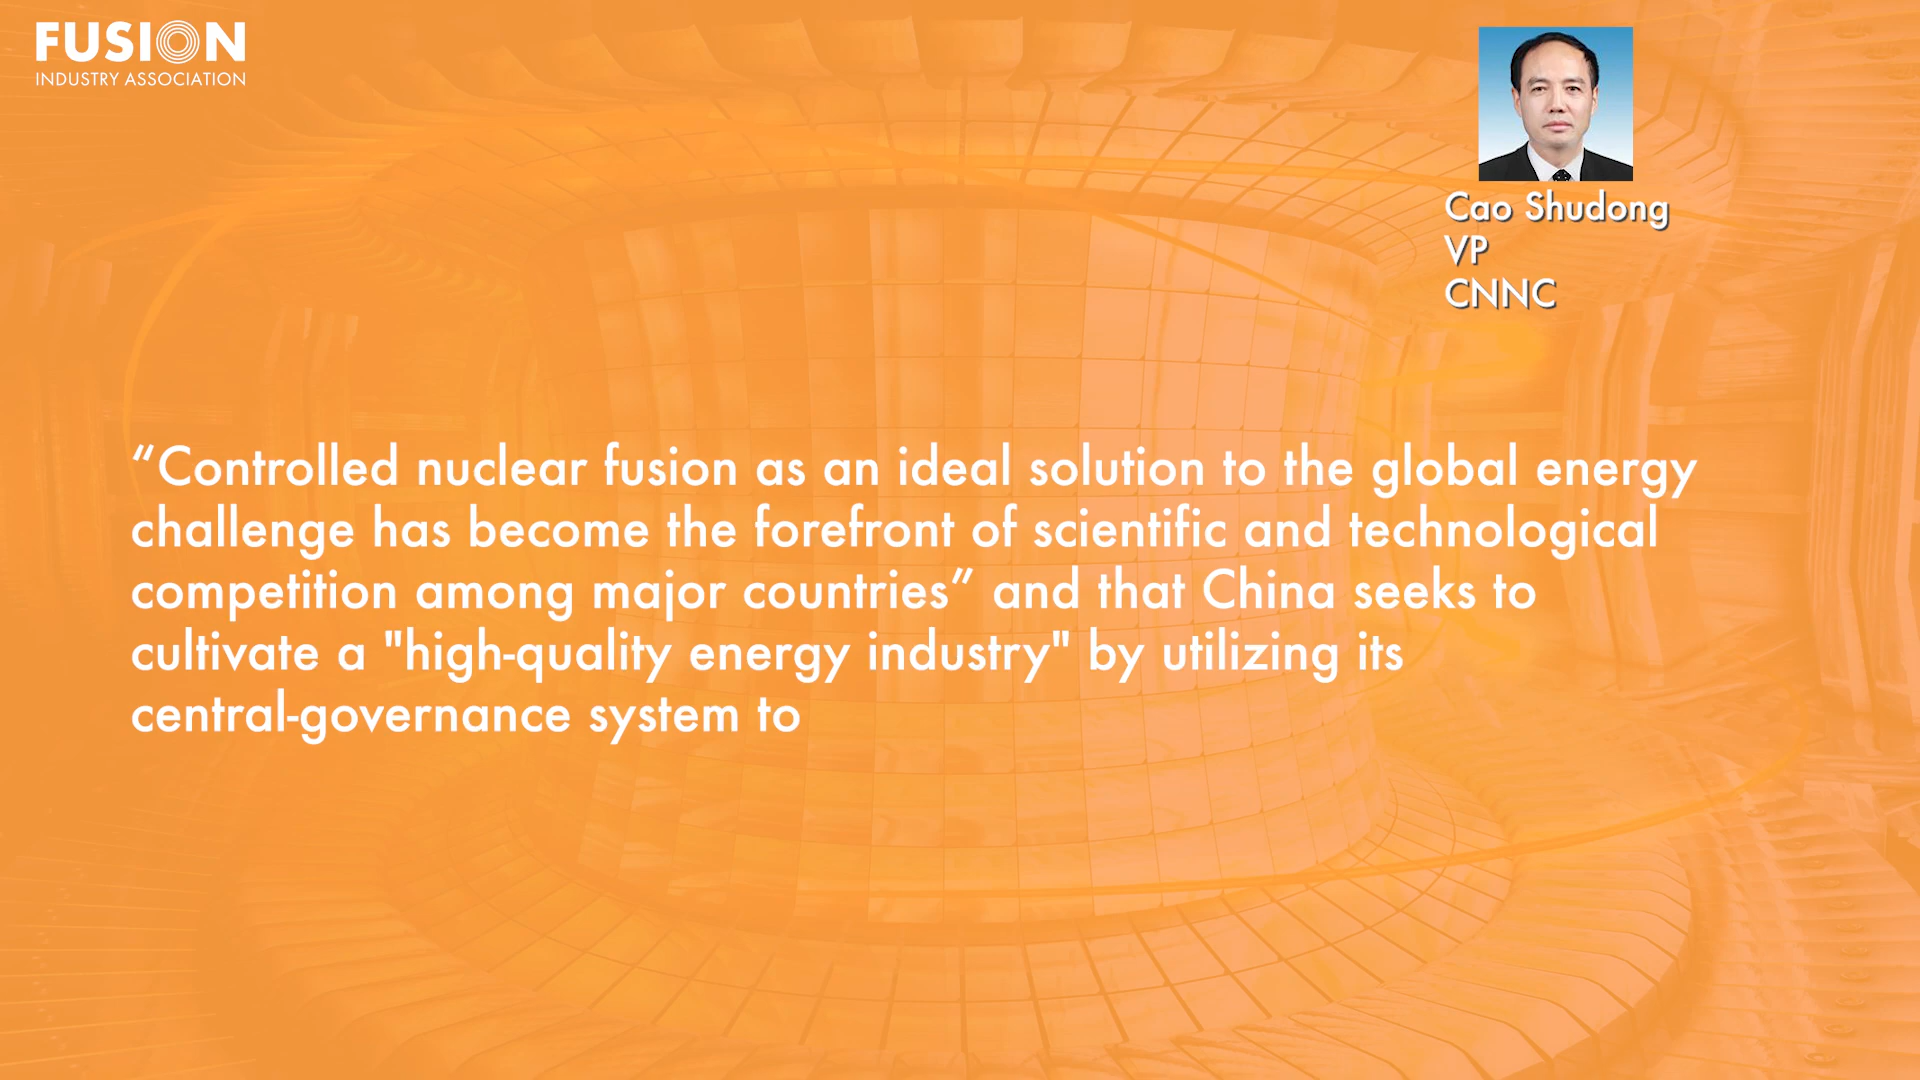 FUSION
INDUSTRY ASSOCIATION
Cao Shudong
VP
CNNC
“Controlled nuclear fusion as an ideal solution to the global energy
challenge has become the forefront of scientific and technological
competition among major countries” and that China seeks to
cultivate a "high-quality energy industry" by utilizing its
central-governance system to